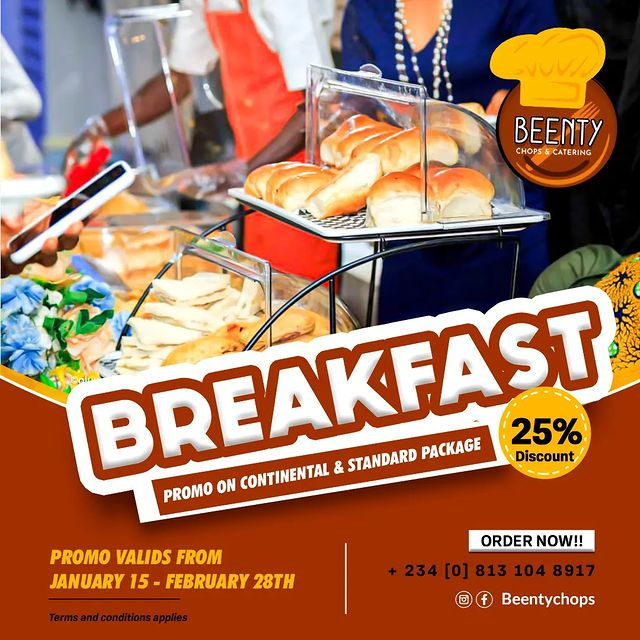 BEENTY
CHOPS & CATERING
BREAKFAST
PROMO ON CONTINENTAL & STANDARD PACKAGE
25%
Discount
PROMO VALIDS FROM
JANUARY 15 - FEBRUARY 28TH
Terms and conditions applies
ORDER NOW!!
+ 234 [0] 813 104 8917
Beentychops